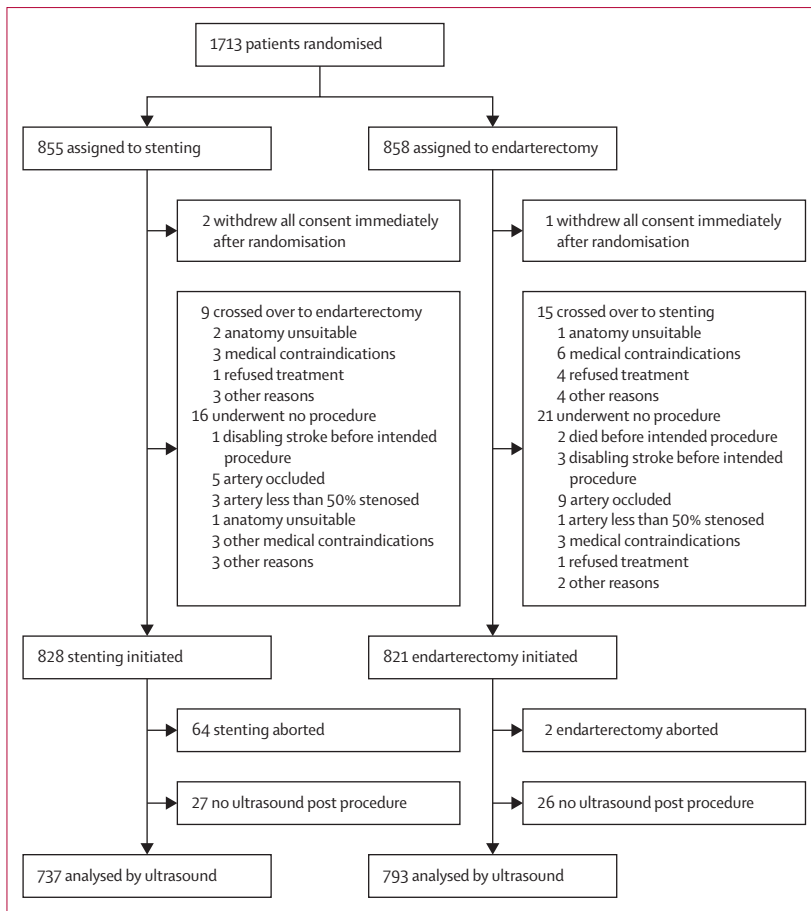 1713 patients randomised
855 assigned to stenting
858 assigned to endarterectomy
2 withdrew all consent immediately
after randomisation
1 withdrew all consent immediately
after randomisation
9 crossed over to endarterectomy
2 anatomy unsuitable
3 medical contraindications
1 refused treatment
3 other reasons
16 underwent no procedure
1 disabling stroke before intended
procedure
5 artery occluded
3 artery less than 50% stenosed
1 anatomy unsuitable
3 other medical contraindications
3 other reasons
15 crossed over to stenting
1 anatomy unsuitable
6 medical contraindications
4 refused treatment
4 other reasons
21 underwent no procedure
2 died before intended procedure
3 disabling stroke before intended
procedure
9 artery occluded
1 artery less than 50% stenosed
3 medical contraindications
1 refused treatment
2 other reasons
828 stenting initiated
821 endarterectomy initiated
64 stenting aborted
2 endarterectomy aborted
27 no ultrasound post procedure
26 no ultrasound post procedure
737 analysed by ultrasound
793 analysed by ultrasound